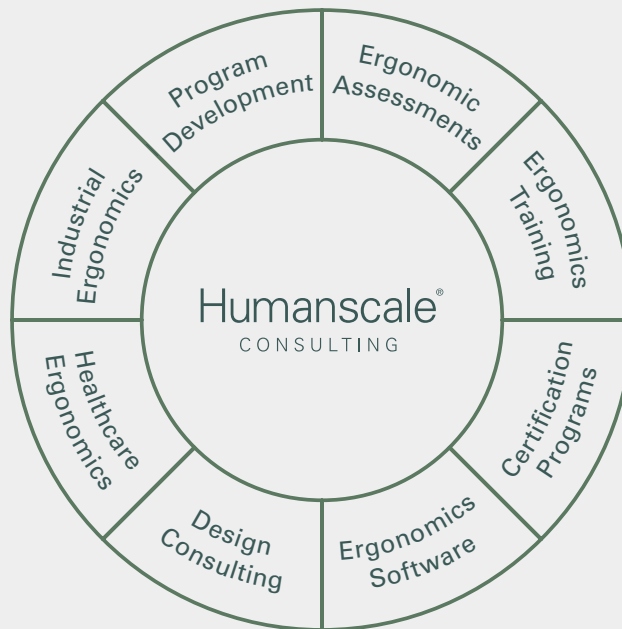 Humanscale®
CONSULTING
Ergonomic
Assessments
Ergonomics
Training
Certification
Programs
Ergonomics
Software
Design
Consulting
Healthcare
Ergonomics
Industrial
Ergonomics
Program
Development